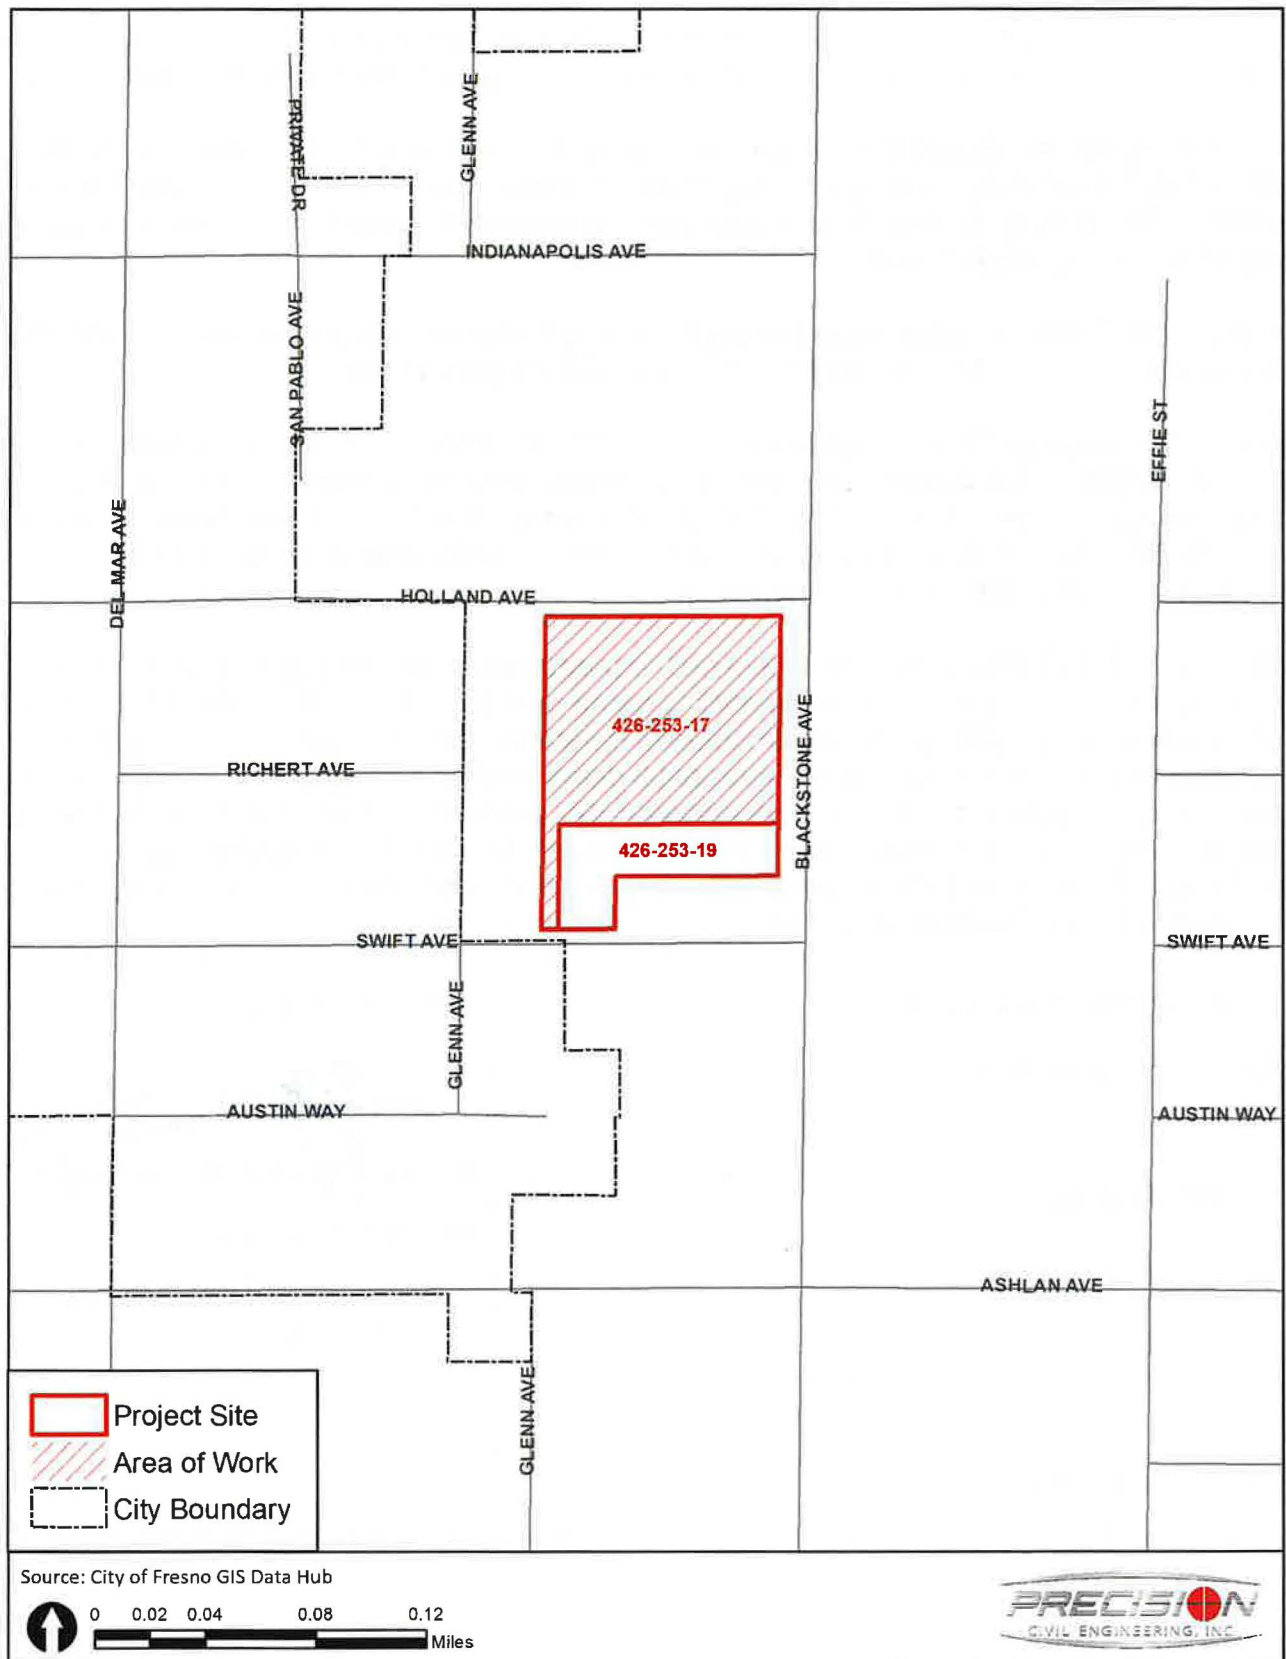 PRIVATE DR
GLENN AVE
INDIANAPOLIS AVE
SAN PABLO AVE
EFFIE ST
DEL MAR AVE
HOLLAND AVE
426-253-17
BLACKSTONE AVE
RICHERT AVE
426-253-19
SWIFT AVE
SWIFT AVE
GLENN AVE
AUSTIN WAY
AUSTIN WAY
ASHLAN AVE
GLENN AVE
Project Site
Area of Work
City Boundary
Source: City of Fresno GIS Data Hub
0 0.02 0.04 0.08 0.12
Miles
PRECISION
CIVIL ENGINEERING, INC.